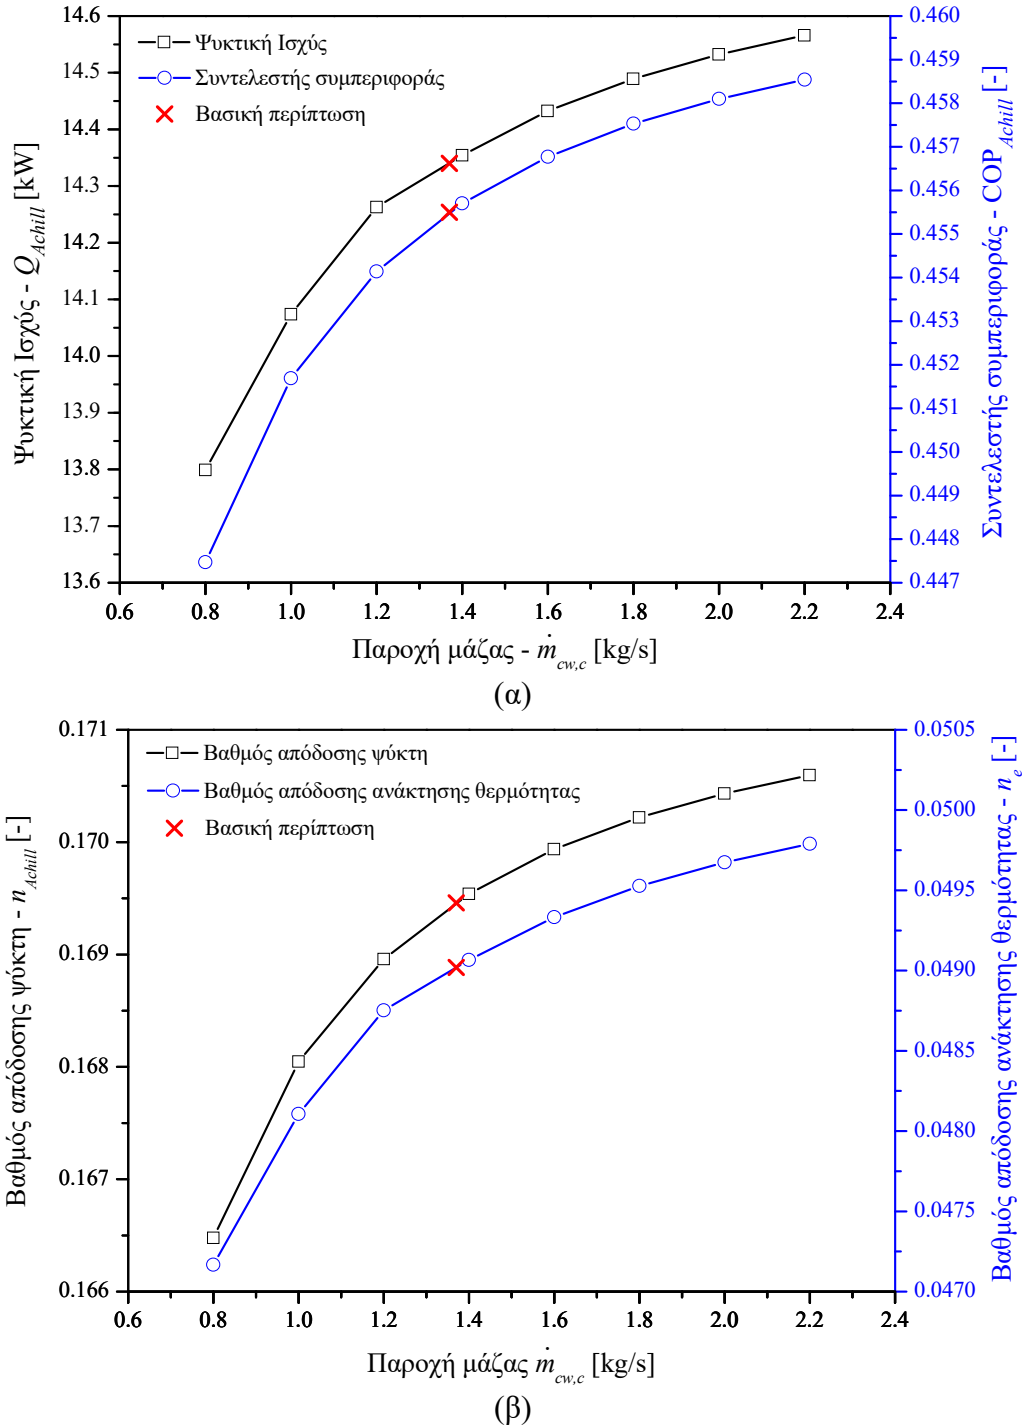 14.6
14.5
14.4
14.3
14.2
14.1
14.0
13.9
13.8
13.7
13.6
Ψυκτική Ισχύς - Q_Achill [kW]
Ψυκτική Ισχύς
Συντελεστής συμπεριφοράς
Βασική περίπτωση
0.460
0.459
0.458
0.457
0.456
0.455
0.454
0.453
0.452
0.451
0.450
0.449
0.448
0.447
Συντελεστής συμπεριφοράς - COP_Achill [-]
0.6 0.8 1.0 1.2 1.4 1.6 1.8 2.0 2.2 2.4
Παροχή μάζας - ṁ_cw,c [kg/s]
(α)
0.171
0.170
0.169
0.168
0.167
0.166
Βαθμός απόδοσης ψύκτη - n_Achill [-]
Βαθμός απόδοσης ψύκτη
Βαθμός απόδοσης ανάκτησης θερμότητας
Βασική περίπτωση
0.0505
0.0500
0.0495
0.0490
0.0485
0.0480
0.0475
0.0470
Βαθμός απόδοσης ανάκτησης θερμότητας - n_e [-]
0.6 0.8 1.0 1.2 1.4 1.6 1.8 2.0 2.2 2.4
Παροχή μάζας ṁ_cw,c [kg/s]
(β)